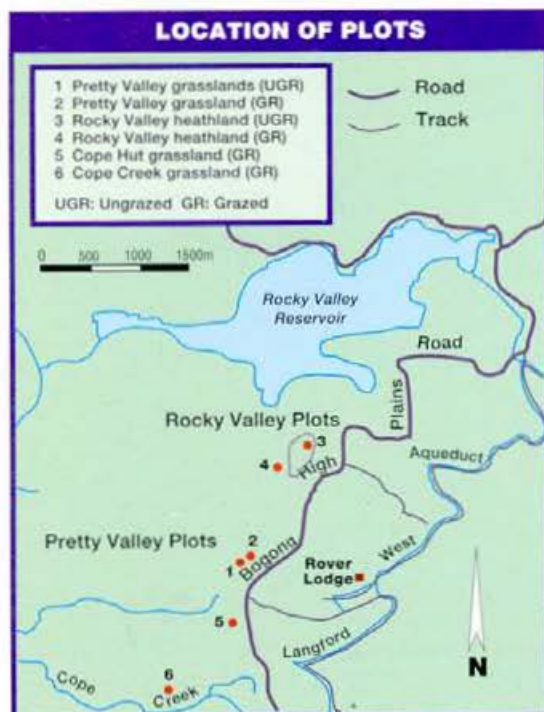 LOCATION OF PLOTS
1 Pretty Valley grasslands (UGR)
2 Pretty Valley grassland (GR)
3 Rocky Valley heathland (UGR)
4 Rocky Valley heathland (GR)
5 Cope Hut grassland (GR)
6 Cope Creek grassland (GR)
UGR: Ungrazed GR: Grazed
Road
Track
0 500 1000 1500m
Rocky Valley
Reservoir
Road
Plains
Rocky Valley Plots
3
4
High
Aqueduct
Pretty Valley Plots
2
1
Bogong
West
Rover
Lodge
5
Langford
N
6
Cope
Creek